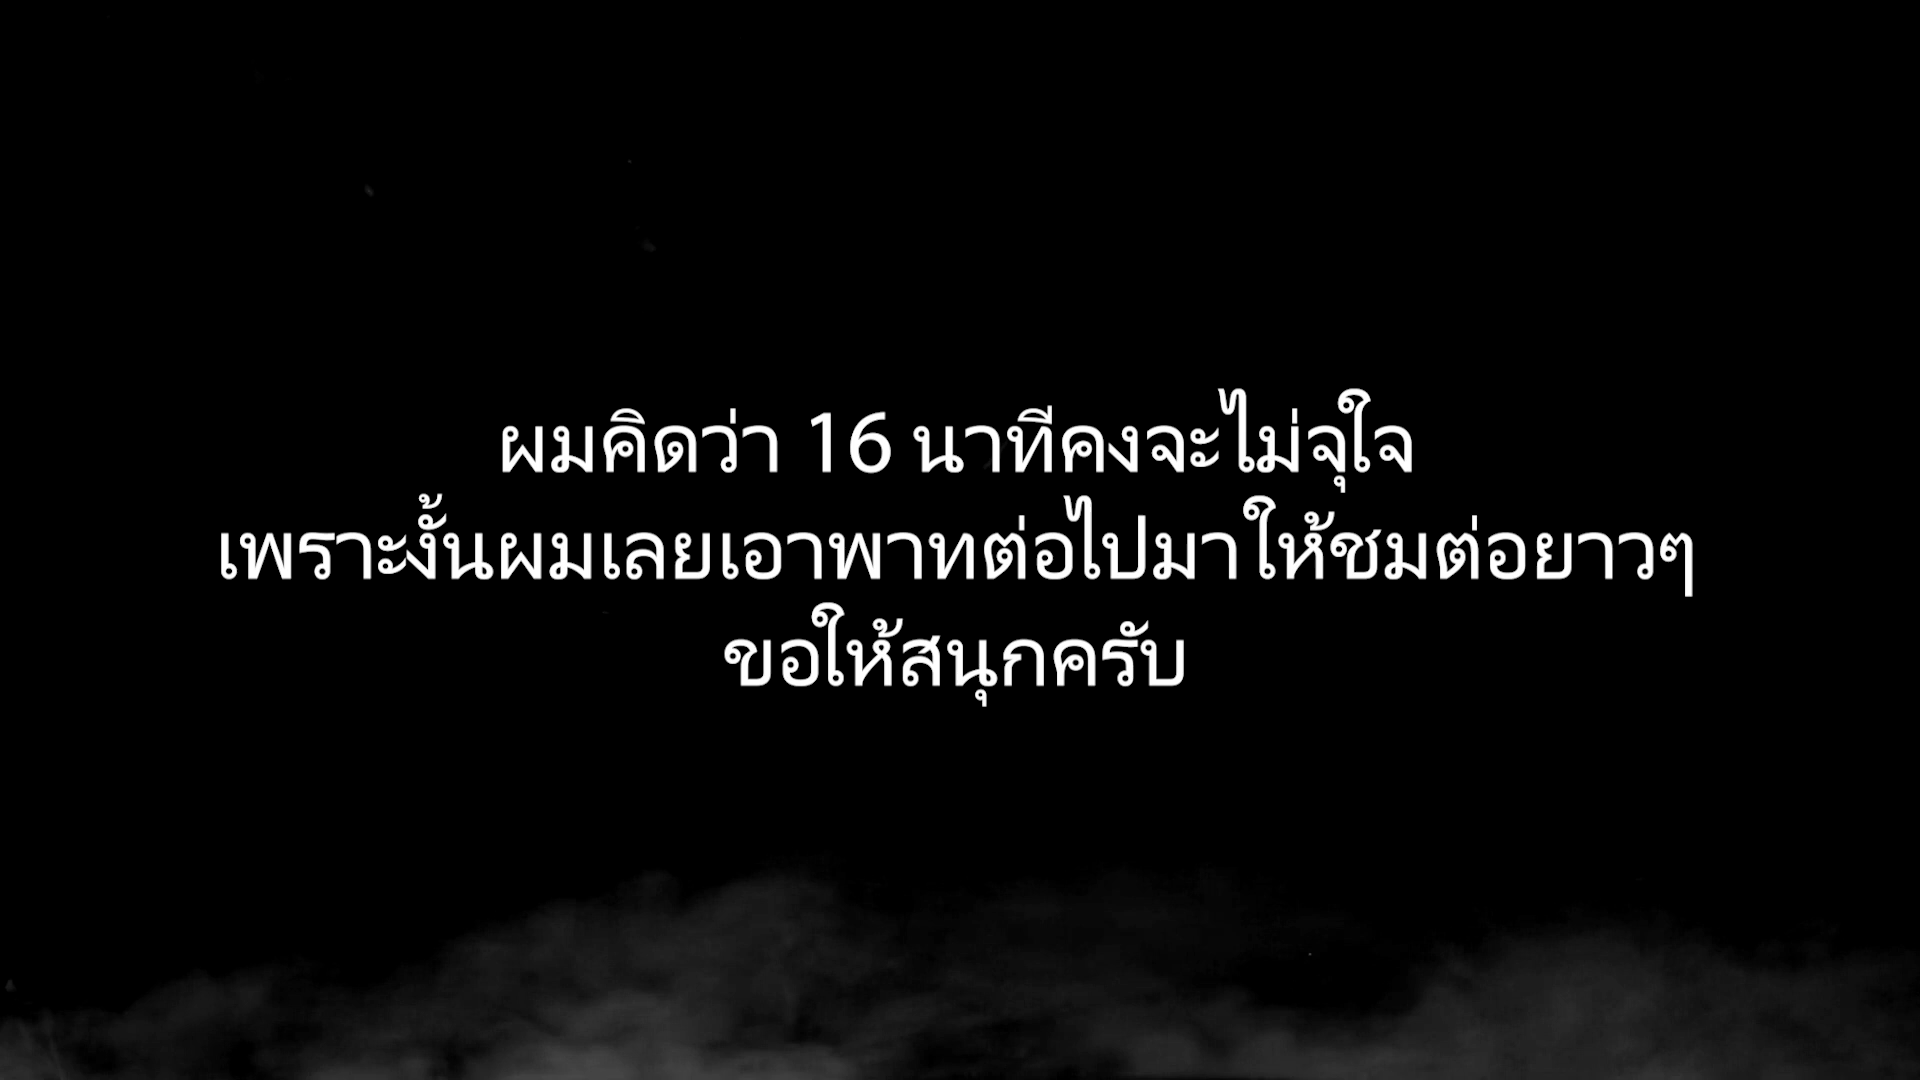 ผมคิดว่า 16 นาทีคงจะไม่จุใจ
เพราะงั้นผมเลยเอาพาทต่อไปมาให้ชมต่อยาวๆ
ขอให้สนุกครับ